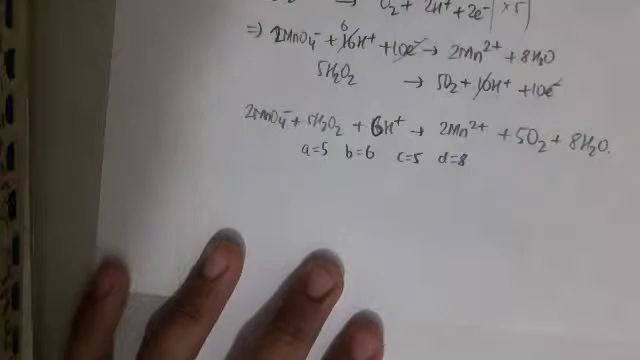 → O₂ + 2H⁺ + 2e⁻ | × 5 |
⇒ 2MnO₄⁻ + 6 16H⁺ + 10e⁻ → 2Mn²⁺ + 8H₂O
5H₂O₂ → 5O₂ + 10H⁺ + 10e⁻
2MnO₄⁻ + 5H₂O₂ + 6H⁺ → 2Mn²⁺ + 5O₂ + 8H₂O.
a=5 b=6 c=5 d=8